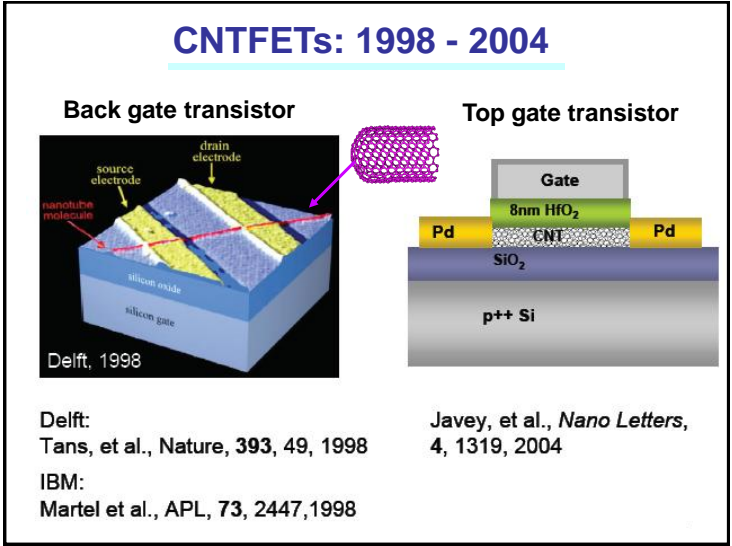 CNTFETs: 1998 - 2004
Back gate transistor
drain
electrode
source
electrode
nanotube
molecule
silicon oxide
silicon gate
Delft, 1998
Delft:
Tans, et al., Nature, 393, 49, 1998
IBM:
Martel et al., APL, 73, 2447,1998
Top gate transistor
Gate
8nm HfO₂
Pd
CNT
Pd
SiO₂
p++ Si
Javey, et al., Nano Letters,
4, 1319, 2004